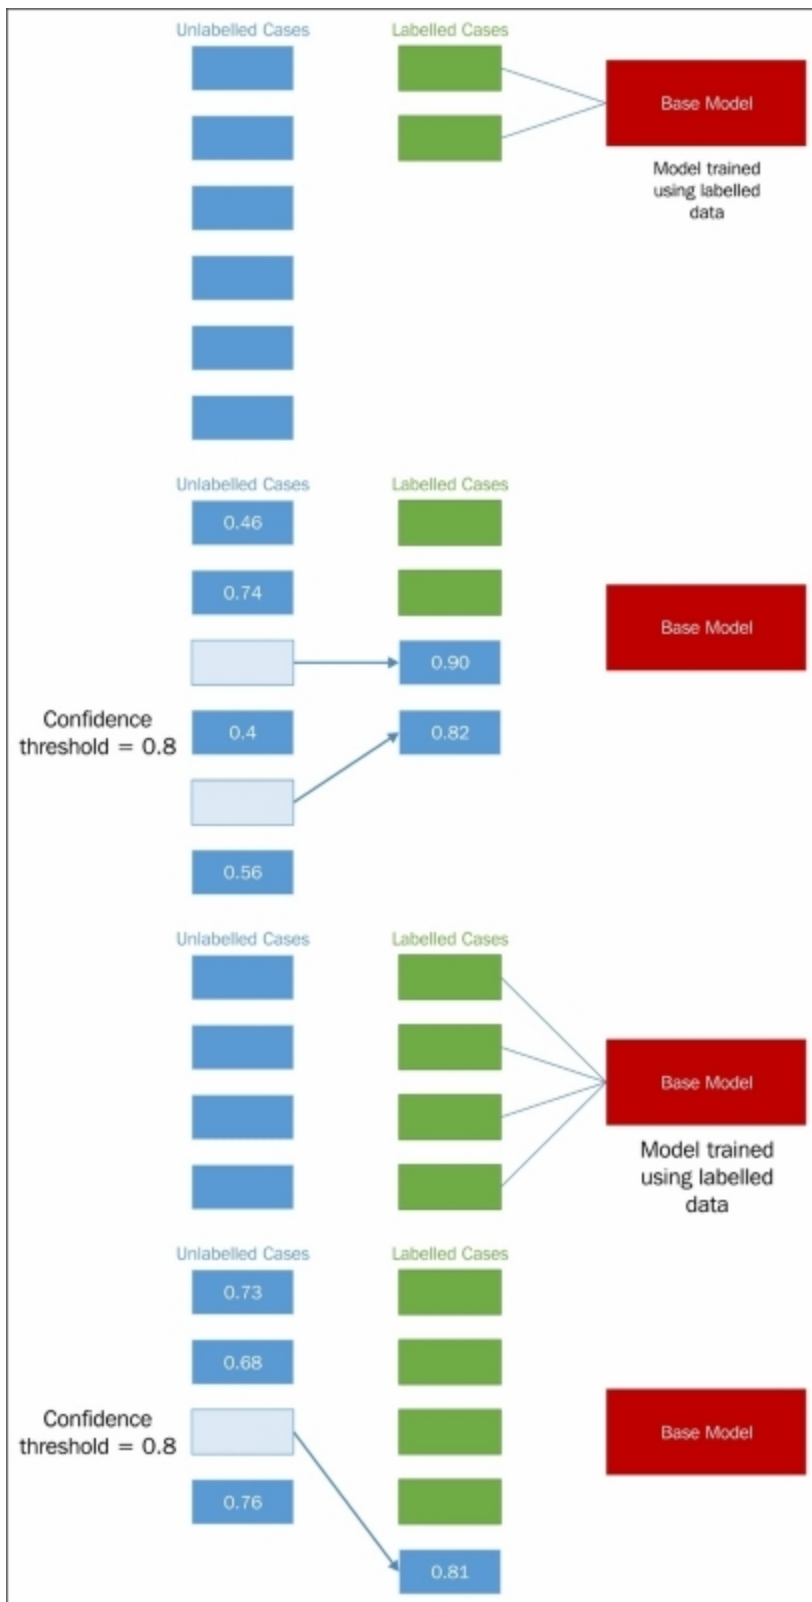 Unlabelled Cases
Labelled Cases
Base Model
Model trained
using labelled
data
Unlabelled Cases
Labelled Cases
0.46
0.74
Base Model
0.90
Confidence
threshold = 0.8
0.4
0.82
0.56
Unlabelled Cases
Labelled Cases
Base Model
Model trained
using labelled
data
Unlabelled Cases
Labelled Cases
0.73
0.68
Confidence
threshold = 0.8
Base Model
0.76
0.81